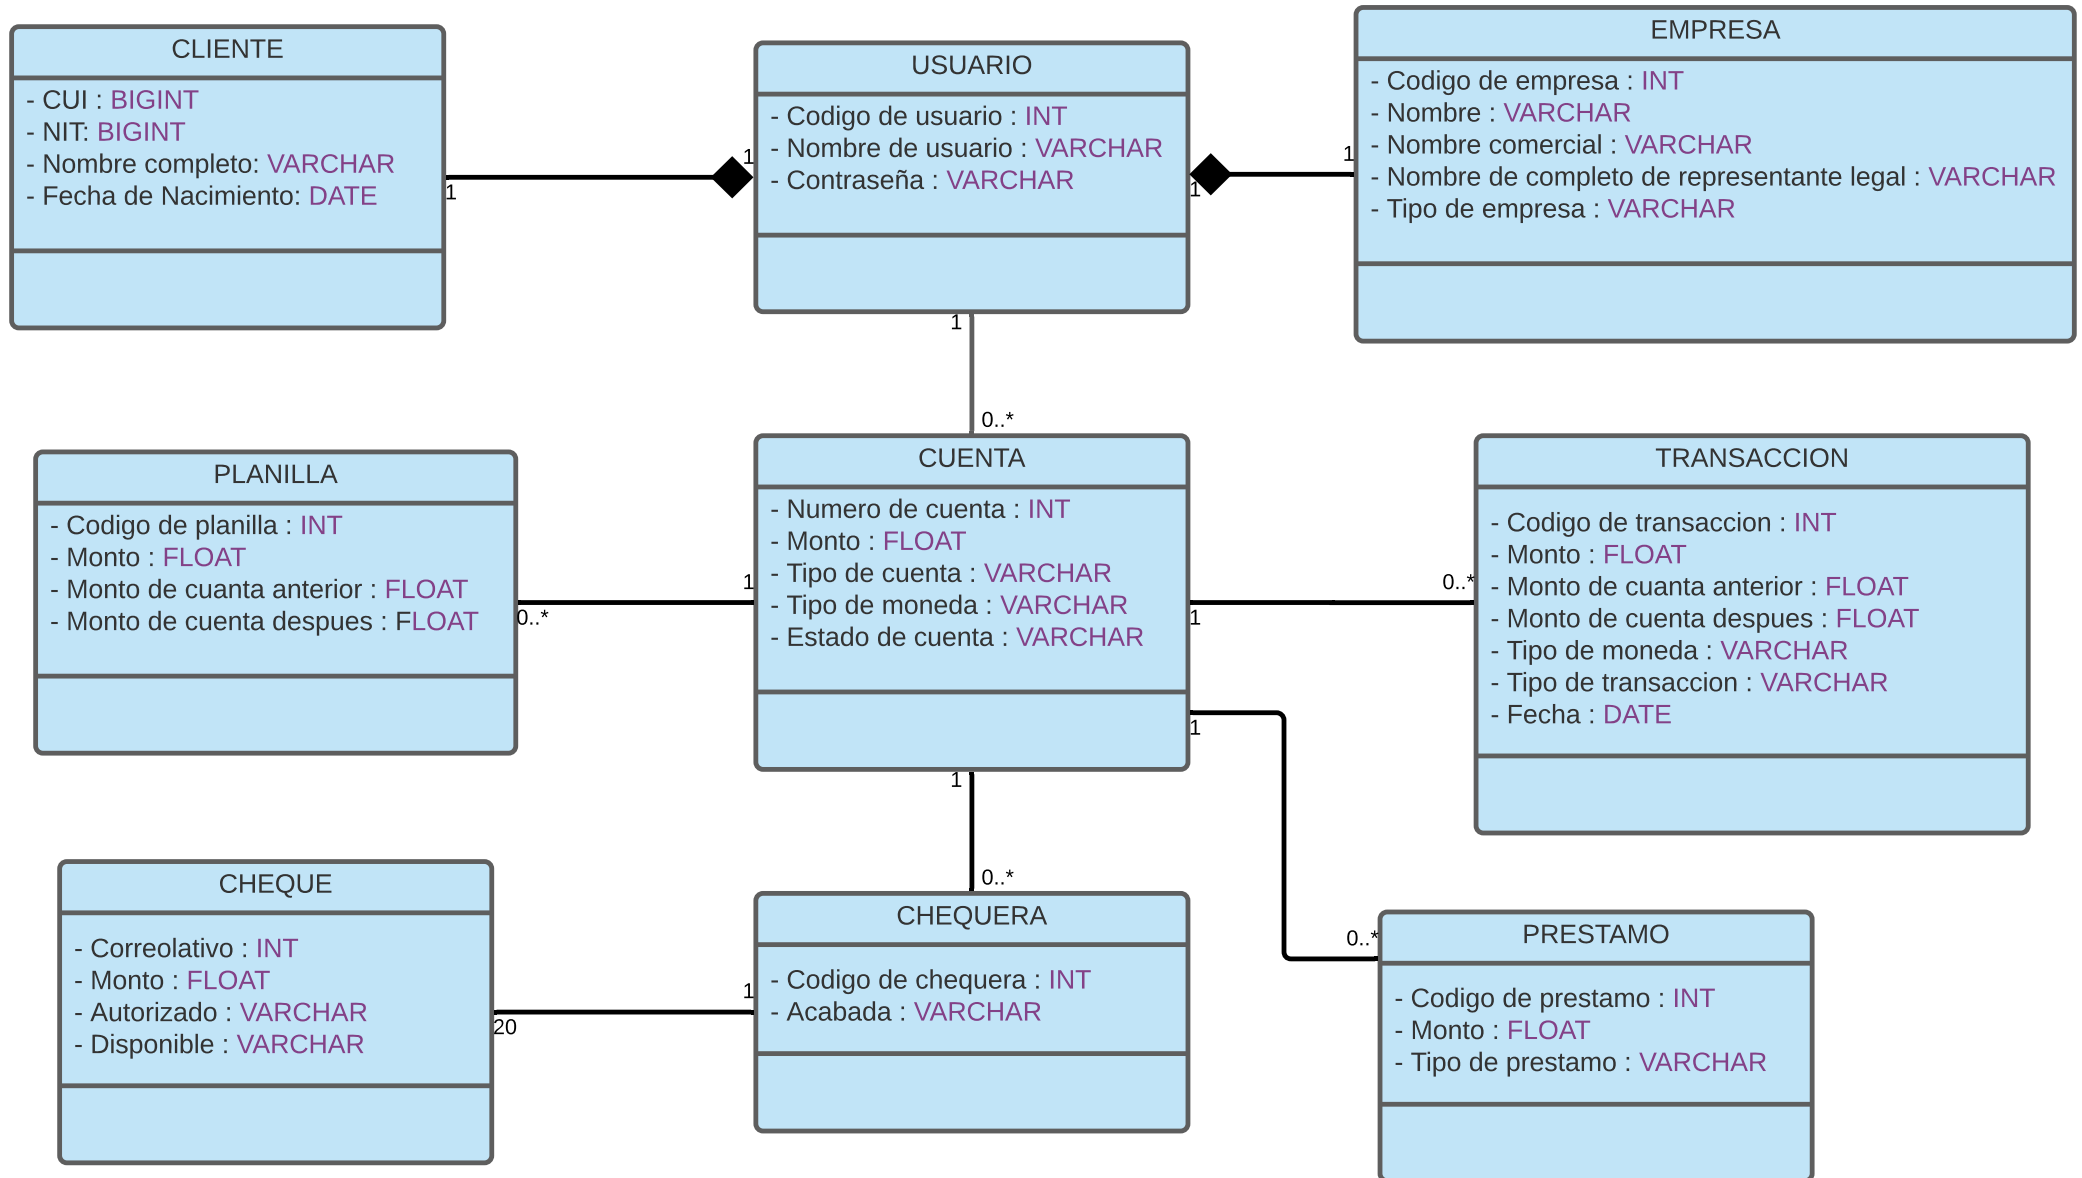 CLIENTE
- CUI : BIGINT
- NIT: BIGINT
- Nombre completo: VARCHAR
- Fecha de Nacimiento: DATE
1
1
USUARIO
- Codigo de usuario : INT
- Nombre de usuario : VARCHAR
- Contraseña : VARCHAR
1
1
EMPRESA
- Codigo de empresa : INT
- Nombre : VARCHAR
- Nombre comercial : VARCHAR
- Nombre de completo de representante legal : VARCHAR
- Tipo de empresa : VARCHAR
1
0..*
PLANILLA
- Codigo de planilla : INT
- Monto : FLOAT
- Monto de cuanta anterior : FLOAT
- Monto de cuenta despues : FLOAT
0..*
1
CUENTA
- Numero de cuenta : INT
- Monto : FLOAT
- Tipo de cuenta : VARCHAR
- Tipo de moneda : VARCHAR
- Estado de cuenta : VARCHAR
1
0..*
TRANSACCION
- Codigo de transaccion : INT
- Monto : FLOAT
- Monto de cuanta anterior : FLOAT
- Monto de cuenta despues : FLOAT
- Tipo de moneda : VARCHAR
- Tipo de transaccion : VARCHAR
- Fecha : DATE
1
1
0..*
0..*
CHEQUE
- Correolativo : INT
- Monto : FLOAT
- Autorizado : VARCHAR
- Disponible : VARCHAR
20
1
CHEQUERA
- Codigo de chequera : INT
- Acabada : VARCHAR
PRESTAMO
- Codigo de prestamo : INT
- Monto : FLOAT
- Tipo de prestamo : VARCHAR